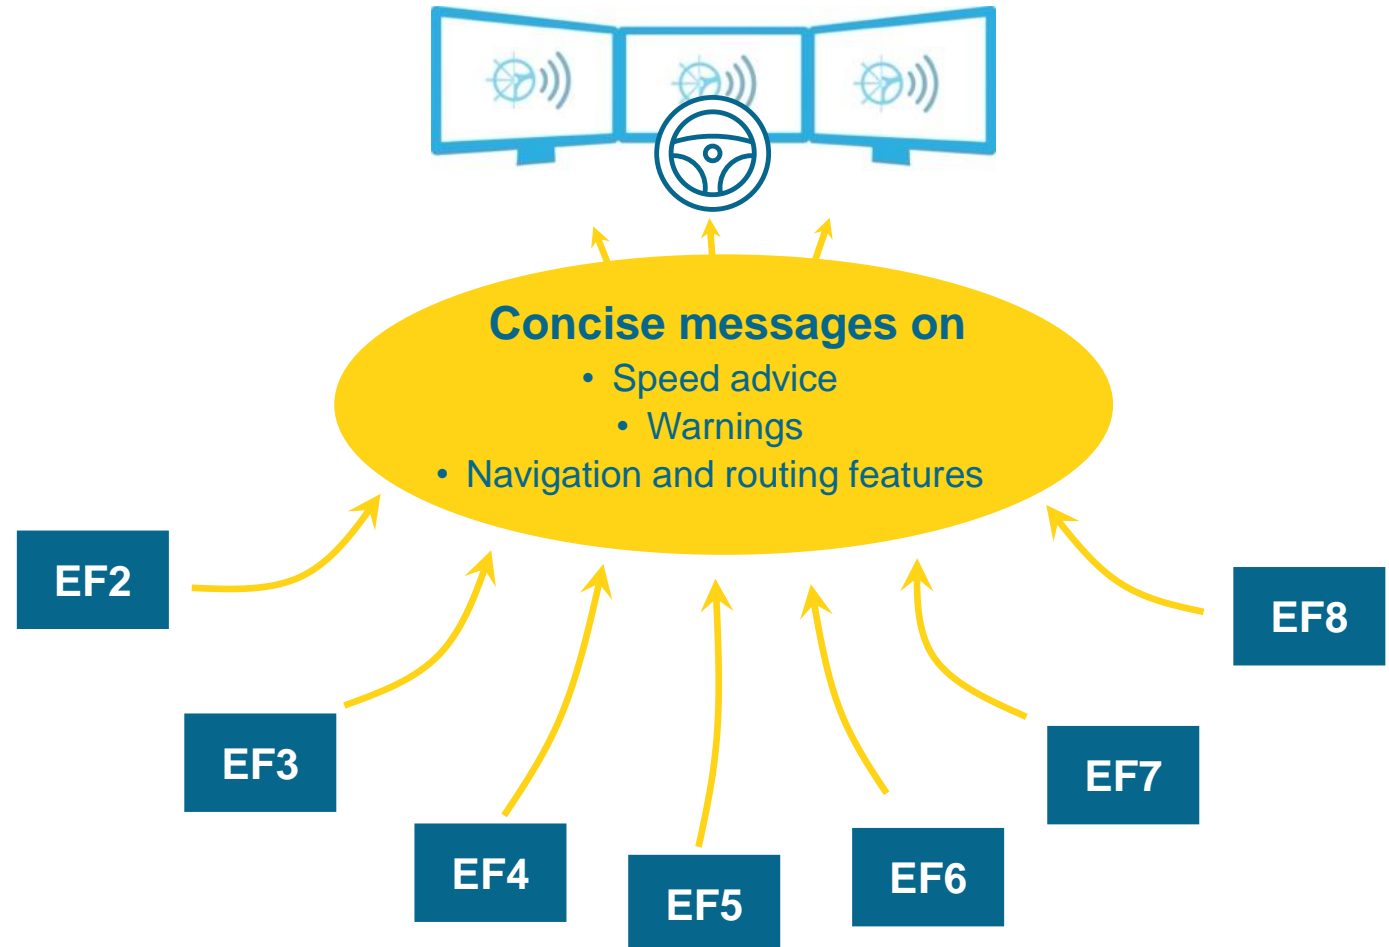 Concise messages on
• Speed advice
• Warnings
• Navigation and routing features
EF2
EF8
EF3
EF7
EF4
EF6
EF5